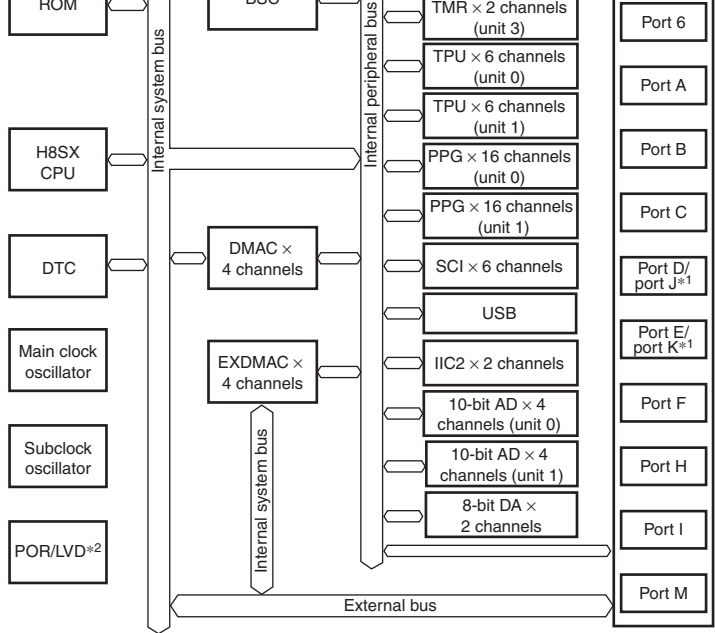 ROM
BSC
TMR × 2 channels
(unit 3)
Port 6
Internal system bus
Internal peripheral bus
TPU × 6 channels
(unit 0)
Port A
TPU × 6 channels
(unit 1)
H8SX
CPU
PPG × 16 channels
(unit 0)
Port B
PPG × 16 channels
(unit 1)
Port C
DTC
DMAC ×
4 channels
SCI × 6 channels
Port D/
port J*1
USB
Main clock
oscillator
EXDMAC ×
4 channels
IIC2 × 2 channels
Port E/
port K*1
10-bit AD × 4
channels (unit 0)
Port F
Subclock
oscillator
Internal system bus
10-bit AD × 4
channels (unit 1)
Port H
8-bit DA ×
2 channels
Port I
POR/LVD*2
External bus
Port M